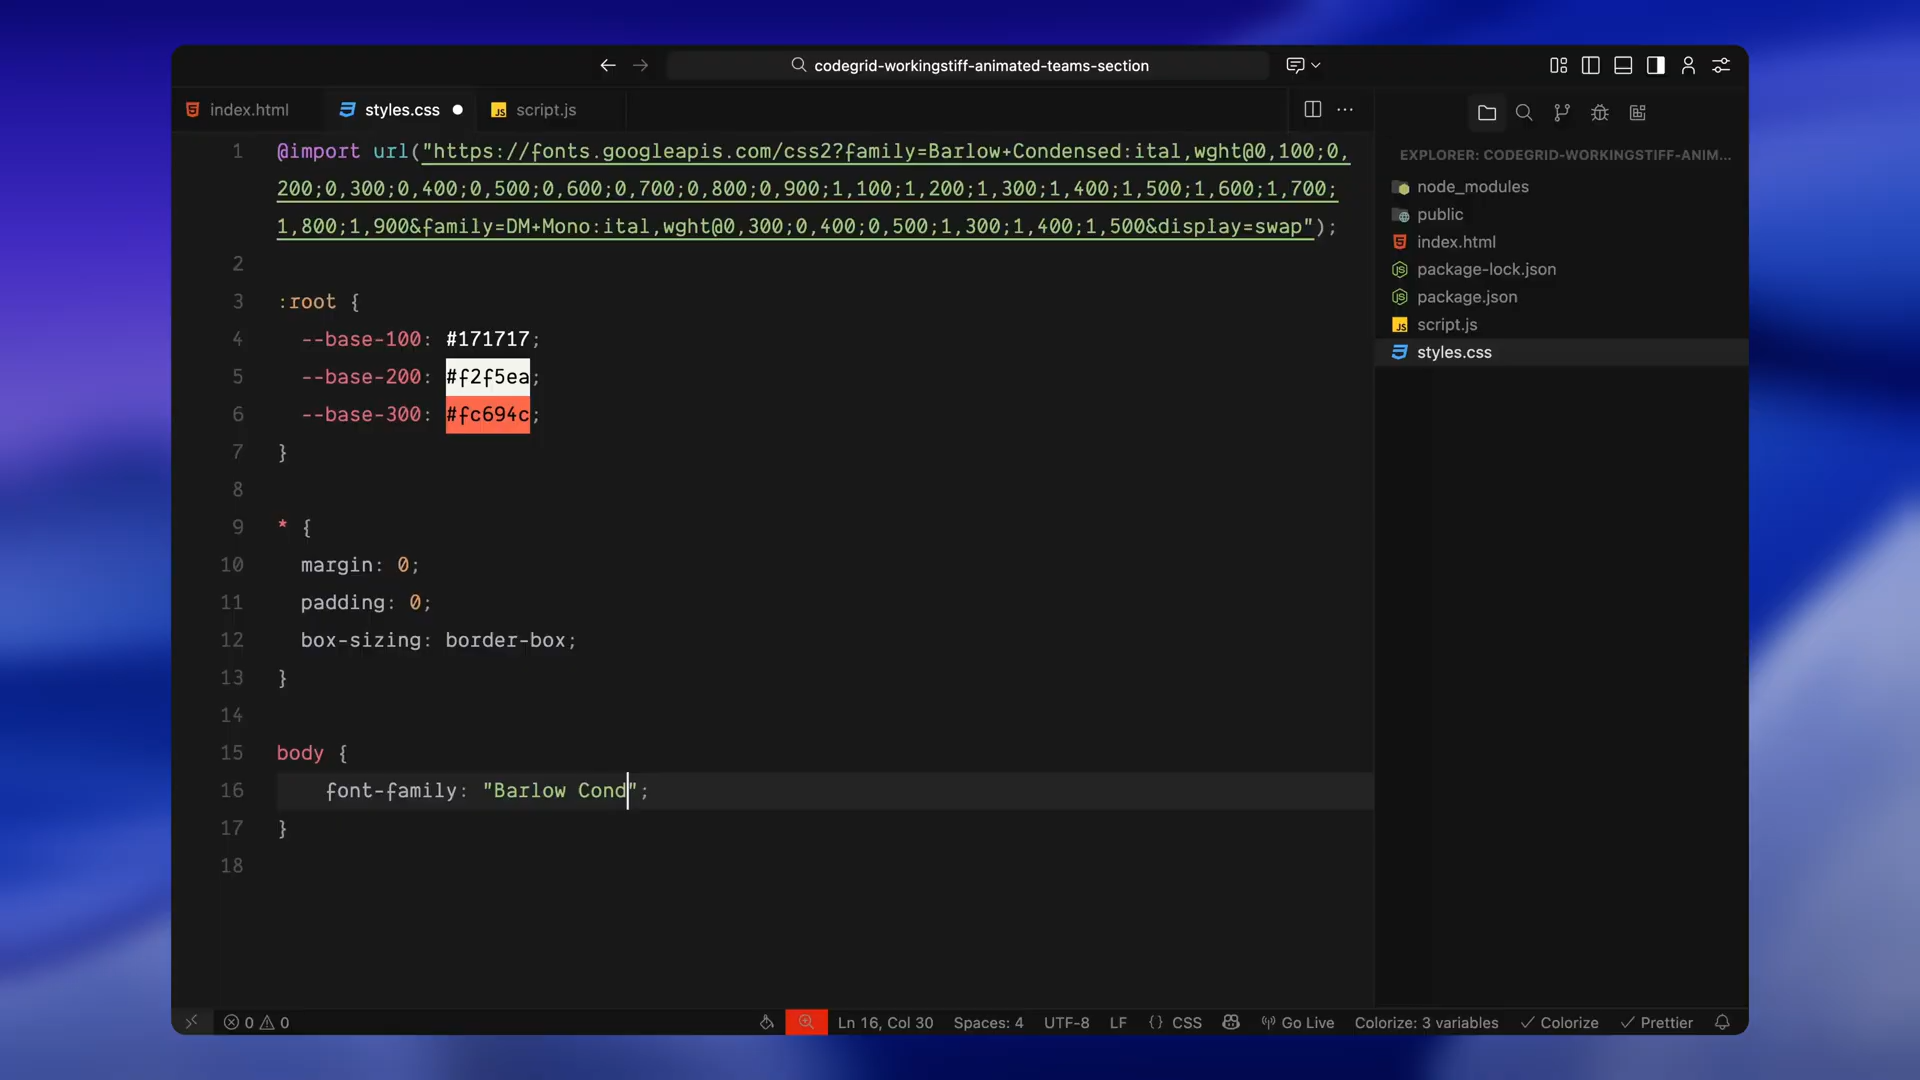 codegrid-workingstiff-animated-teams-section
index.html
styles.css
script.js
EXPLORER: CODEGRID-WORKINGSTIFF-ANIM...
node_modules
public
index.html
package-lock.json
package.json
script.js
styles.css
1 @import url("https://fonts.googleapis.com/css2?family=Barlow+Condensed:ital,wght@0,100;0,
200;0,300;0,400;0,500;0,600;0,700;0,800;0,900;1,100;1,200;1,300;1,400;1,500;1,600;1,700;
1,800;1,900&family=DM+Mono:ital,wght@0,300;0,400;0,500;1,300;1,400;1,500&display=swap");
2
3 :root {
4 --base-100: #171717;
5 --base-200: #f2f5ea;
6 --base-300: #fc694c;
7 }
8
9 * {
10 margin: 0;
11 padding: 0;
12 box-sizing: border-box;
13 }
14
15 body {
16 font-family: "Barlow Cond";
17 }
18
0 0
Ln 16, Col 30
Spaces: 4
UTF-8
LF
{} CSS
Go Live
Colorize: 3 variables
Colorize
Prettier